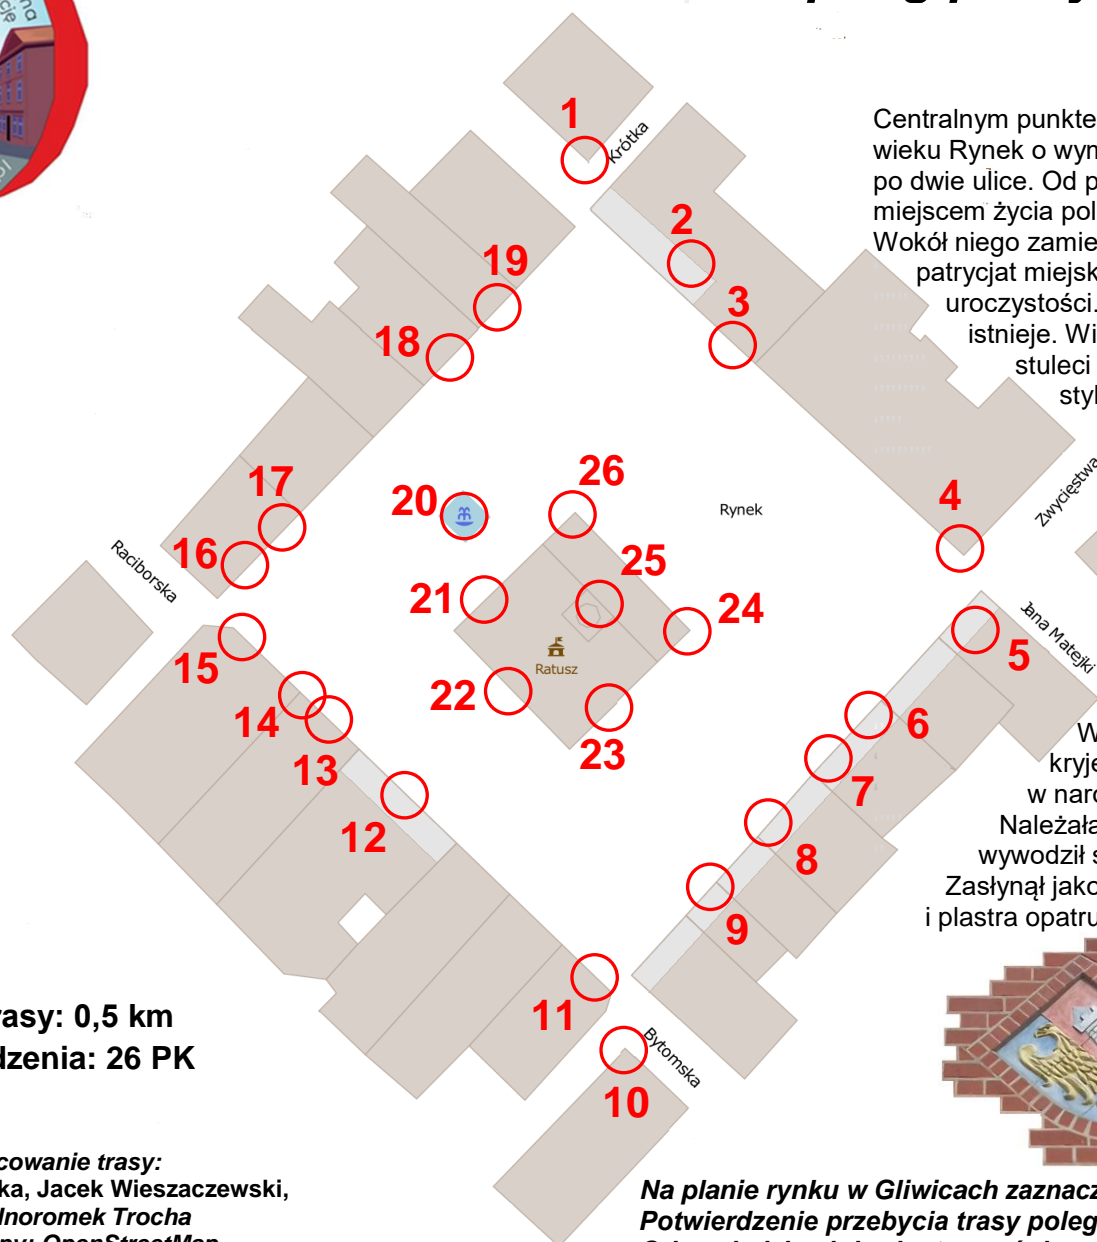 1
Krótka
Centralnym punkte
wieku Rynek o wyn
po dwie ulice. Od p
miejscem życia pol
Wokół niego zamie
patrycjat miejsk
uroczystości.
istnieje. Wi
stuleci
styl
2
3
19
18
17
16
Raciborska
15
14
13
12
11
10
Bytomska
20
26
Rynek
25
21
24
Ratusz
22
23
4
Zwycięstwa
5
Jana Matejki
6
7
8
9
W
kryje
w naro
Należała
wywodził s
Zasłynął jako
i plastra opatru
rasy: 0,5 km
dzenia: 26 PK
cowanie trasy:
ka, Jacek Wieszaczewski,
lnoromek Trocha
ny: OpenStreetMap
Na planie rynku w Gliwicach zaznacz
Potwierdzenie przebycia trasy poleg